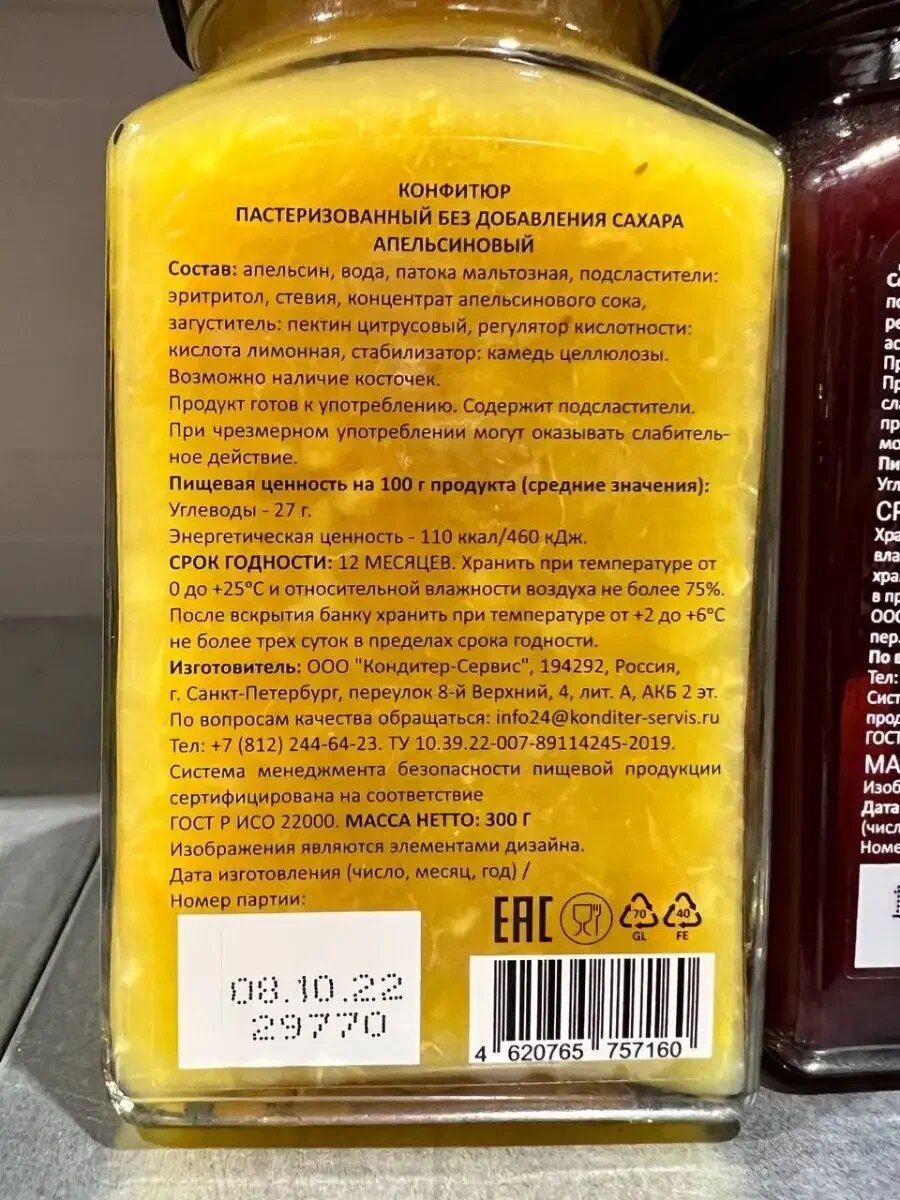 КОНФИТЮР
ПАСТЕРИЗОВАННЫЙ БЕЗ ДОБАВЛЕНИЯ САХАРА
АПЕЛЬСИНОВЫЙ
Состав: апельсин, вода, патока мальтозная, подсластители:
эритритол, стевия, концентрат апельсинового сока,
загуститель: пектин цитрусовый, регулятор кислотности:
кислота лимонная, стабилизатор: камедь целлюлозы.
Возможно наличие косточек.
Продукт готов к употреблению. Содержит подсластители.
При чрезмерном употреблении могут оказывать слабитель-
ное действие.
Пищевая ценность на 100 г продукта (средние значения):
Углеводы - 27 г.
Энергетическая ценность - 110 ккал/460 кДж.
СРОК ГОДНОСТИ: 12 МЕСЯЦЕВ. Хранить при температуре от
0 до +25°С и относительной влажности воздуха не более 75%.
После вскрытия банку хранить при температуре от +2 до +6°С
не более трех суток в пределах срока годности.
Изготовитель: ООО "Кондитер-Сервис", 194292, Россия,
г. Санкт-Петербург, переулок 8-й Верхний, 4, лит. А, АКБ 2 эт.
По вопросам качества обращаться: info24@konditer-servis.ru
Тел: +7 (812) 244-64-23. ТУ 10.39.22-007-89114245-2019.
Система менеджмента безопасности пищевой продукции
сертифицирована на соответствие
ГОСТ Р ИСО 22000. МАССА НЕТТО: 300 Г
Изображения являются элементами дизайна.
Дата изготовления (число, месяц, год) /
Номер партии:
EAC
70
GL
40
FE
08.10.22
29770
4 620765 757160